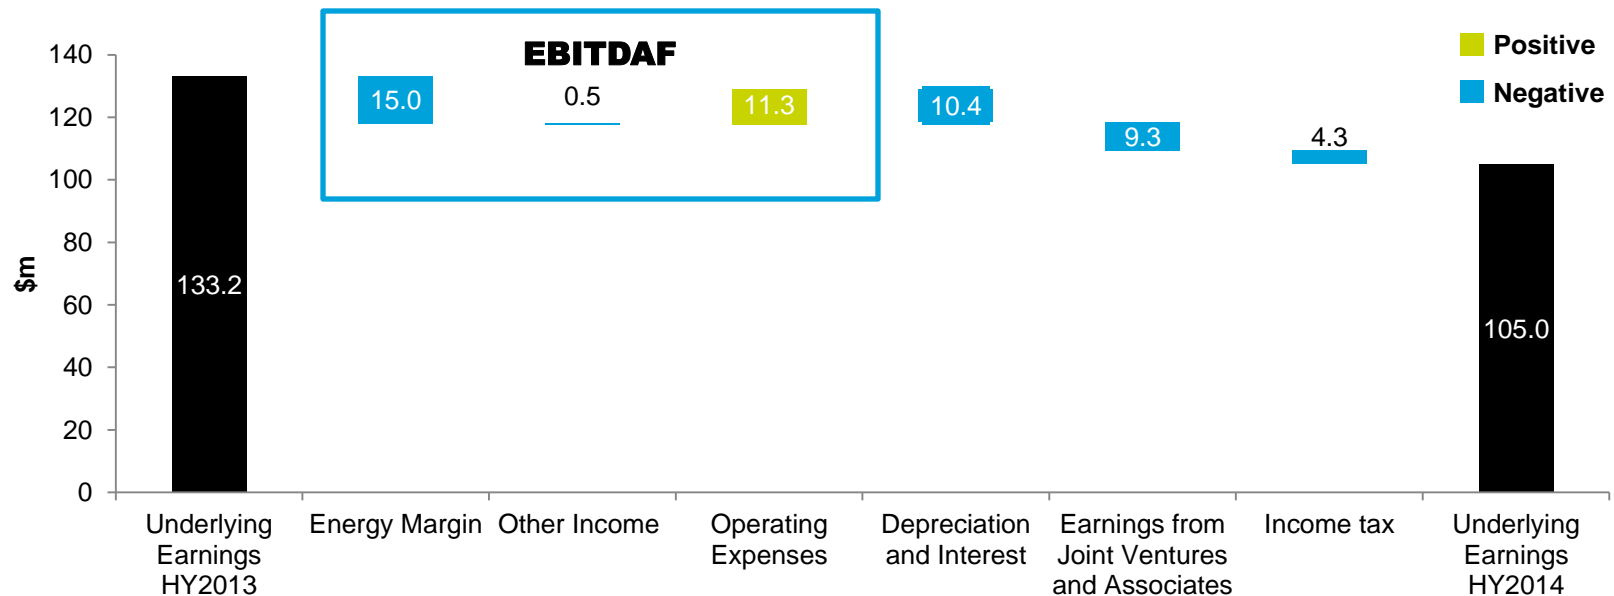 EBITDAF
Positive
Negative
140
120
100
80
60
40
20
0
$m
133.2
15.0
0.5
11.3
10.4
9.3
4.3
105.0
Underlying
Earnings
HY2013
Energy Margin
Other Income
Operating
Expenses
Depreciation
and Interest
Earnings from
Joint Ventures
and Associates
Income tax
Underlying
Earnings
HY2014